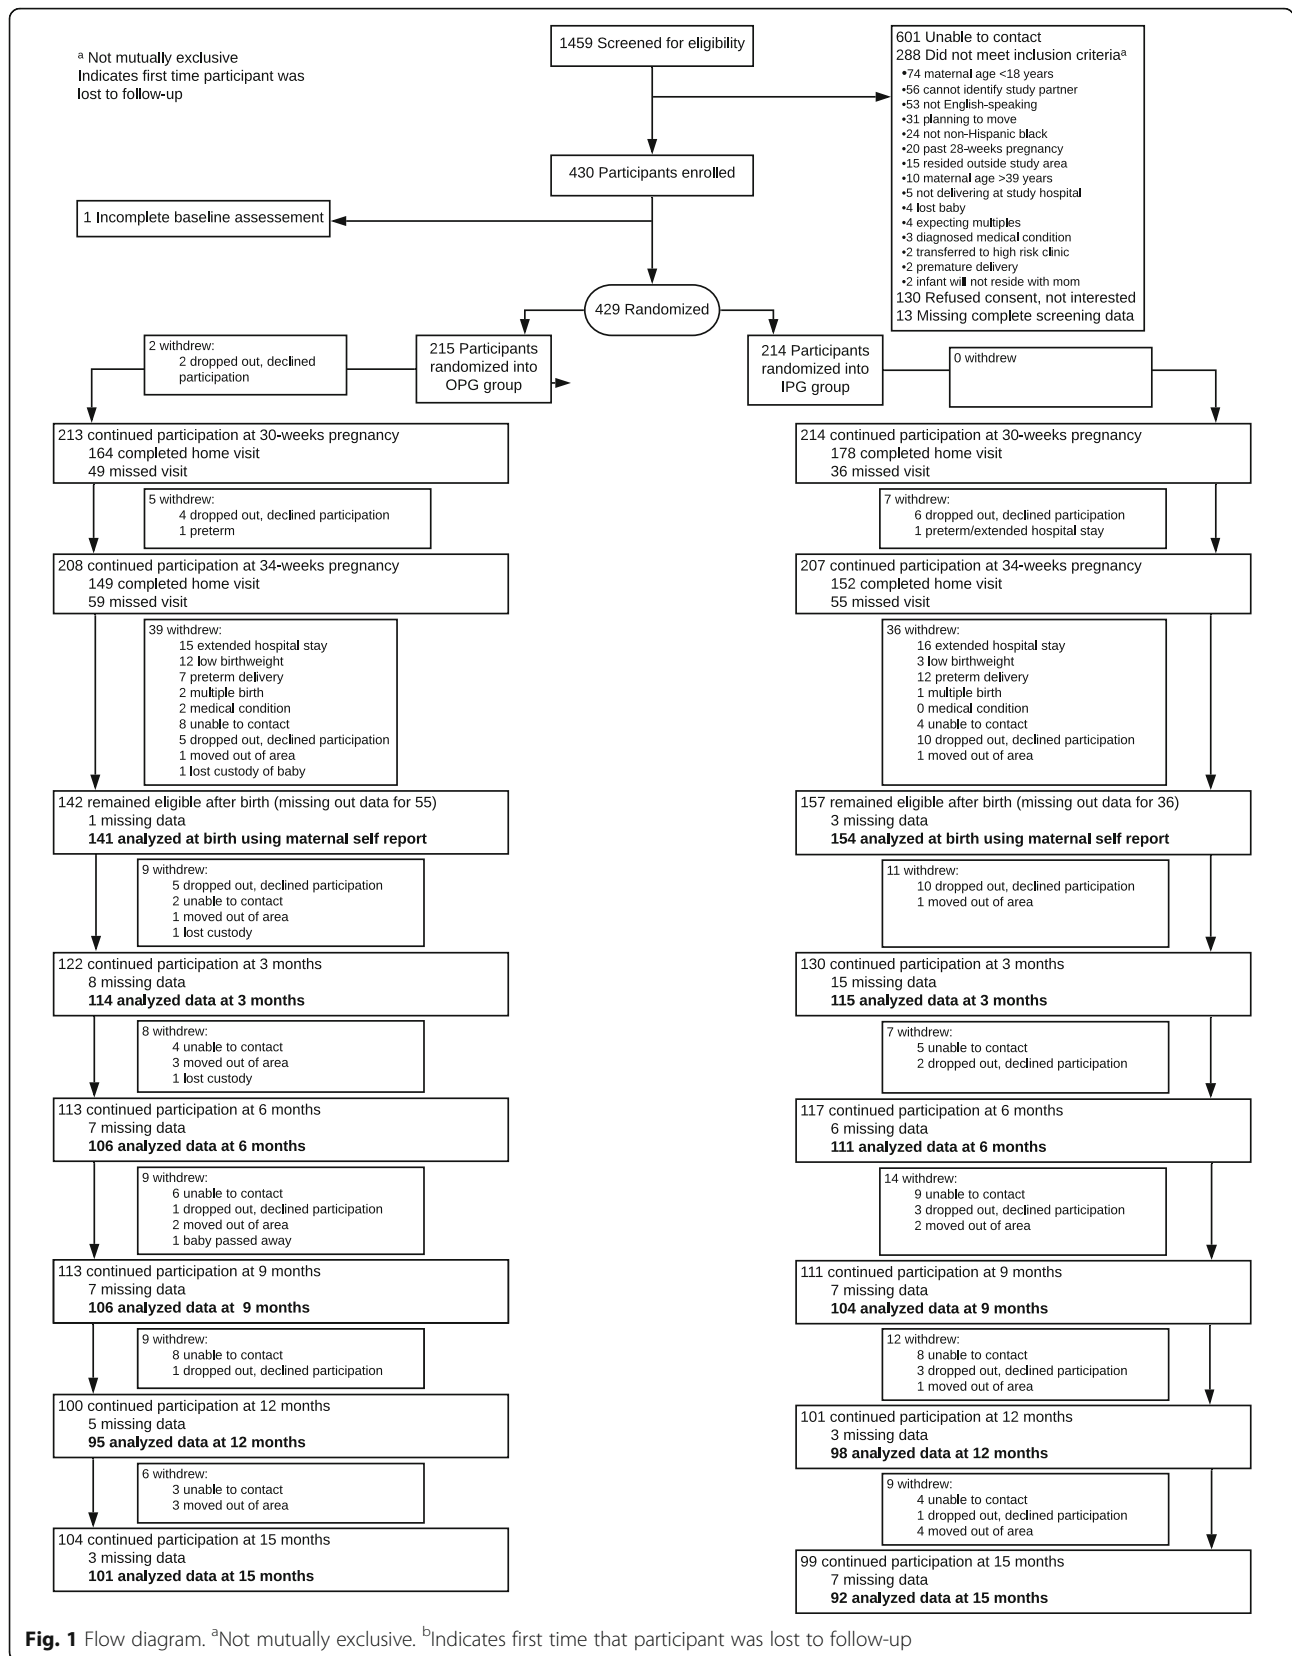 ᵃ Not mutually exclusive
Indicates first time participant was
lost to follow-up
1459 Screened for eligibility
601 Unable to contact
288 Did not meet inclusion criteriaᵃ
•74 maternal age <18 years
•56 cannot identify study partner
•53 not English-speaking
•31 planning to move
•24 not non-Hispanic black
•20 past 28-weeks pregnancy
•15 resided outside study area
•10 maternal age >39 years
•5 not delivering at study hospital
•4 lost baby
•4 expecting multiples
•3 diagnosed medical condition
•2 transferred to high risk clinic
•2 premature delivery
•2 infant will not reside with mom
130 Refused consent, not interested
13 Missing complete screening data
430 Participants enrolled
1 Incomplete baseline assessement
429 Randomized
2 withdrew:
2 dropped out, declined
participation
215 Participants
randomized into
OPG group
214 Participants
randomized into
IPG group
0 withdrew
213 continued participation at 30-weeks pregnancy
164 completed home visit
49 missed visit
214 continued participation at 30-weeks pregnancy
178 completed home visit
36 missed visit
5 withdrew:
4 dropped out, declined participation
1 preterm
7 withdrew:
6 dropped out, declined participation
1 preterm/extended hospital stay
208 continued participation at 34-weeks pregnancy
149 completed home visit
59 missed visit
207 continued participation at 34-weeks pregnancy
152 completed home visit
55 missed visit
39 withdrew:
15 extended hospital stay
12 low birthweight
7 preterm delivery
2 multiple birth
2 medical condition
8 unable to contact
5 dropped out, declined participation
1 moved out of area
1 lost custody of baby
36 withdrew:
16 extended hospital stay
3 low birthweight
12 preterm delivery
1 multiple birth
0 medical condition
4 unable to contact
10 dropped out, declined participation
1 moved out of area
142 remained eligible after birth (missing out data for 55)
1 missing data
141 analyzed at birth using maternal self report
157 remained eligible after birth (missing out data for 36)
3 missing data
154 analyzed at birth using maternal self report
9 withdrew:
5 dropped out, declined participation
2 unable to contact
1 moved out of area
1 lost custody
11 withdrew:
10 dropped out, declined participation
1 moved out of area
122 continued participation at 3 months
8 missing data
114 analyzed data at 3 months
130 continued participation at 3 months
15 missing data
115 analyzed data at 3 months
8 withdrew:
4 unable to contact
3 moved out of area
1 lost custody
7 withdrew:
5 unable to contact
2 dropped out, declined participation
113 continued participation at 6 months
7 missing data
106 analyzed data at 6 months
117 continued participation at 6 months
6 missing data
111 analyzed data at 6 months
9 withdrew:
6 unable to contact
1 dropped out, declined participation
2 moved out of area
1 baby passed away
14 withdrew:
9 unable to contact
3 dropped out, declined participation
2 moved out of area
113 continued participation at 9 months
7 missing data
106 analyzed data at 9 months
111 continued participation at 9 months
7 missing data
104 analyzed data at 9 months
9 withdrew:
8 unable to contact
1 dropped out, declined participation
12 withdrew:
8 unable to contact
3 dropped out, declined participation
1 moved out of area
100 continued participation at 12 months
5 missing data
95 analyzed data at 12 months
101 continued participation at 12 months
3 missing data
98 analyzed data at 12 months
6 withdrew:
3 unable to contact
3 moved out of area
9 withdrew:
4 unable to contact
1 dropped out, declined participation
4 moved out of area
104 continued participation at 15 months
3 missing data
101 analyzed data at 15 months
99 continued participation at 15 months
7 missing data
92 analyzed data at 15 months
Fig. 1 Flow diagram. ᵃNot mutually exclusive. ᵇIndicates first time that participant was lost to follow-up